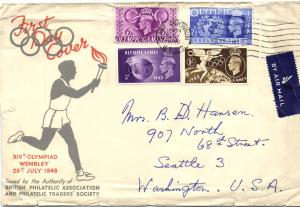 First
Day
Cover
OLYMPIC GAMES
OLYMPIC GAMES
OLYMPIC GAMES
1948
BY AIR MAIL
Mrs. B. D. Hansen
907 North
68th Street
Seattle 3
Washington. U.S.A.
XIVTH OLYMPIAD
WEMBLEY
29TH JULY 1948
Issued by the Authority of
BRITISH PHILATELIC ASSOCIATION
AND PHILATELIC TRADERS' SOCIETY